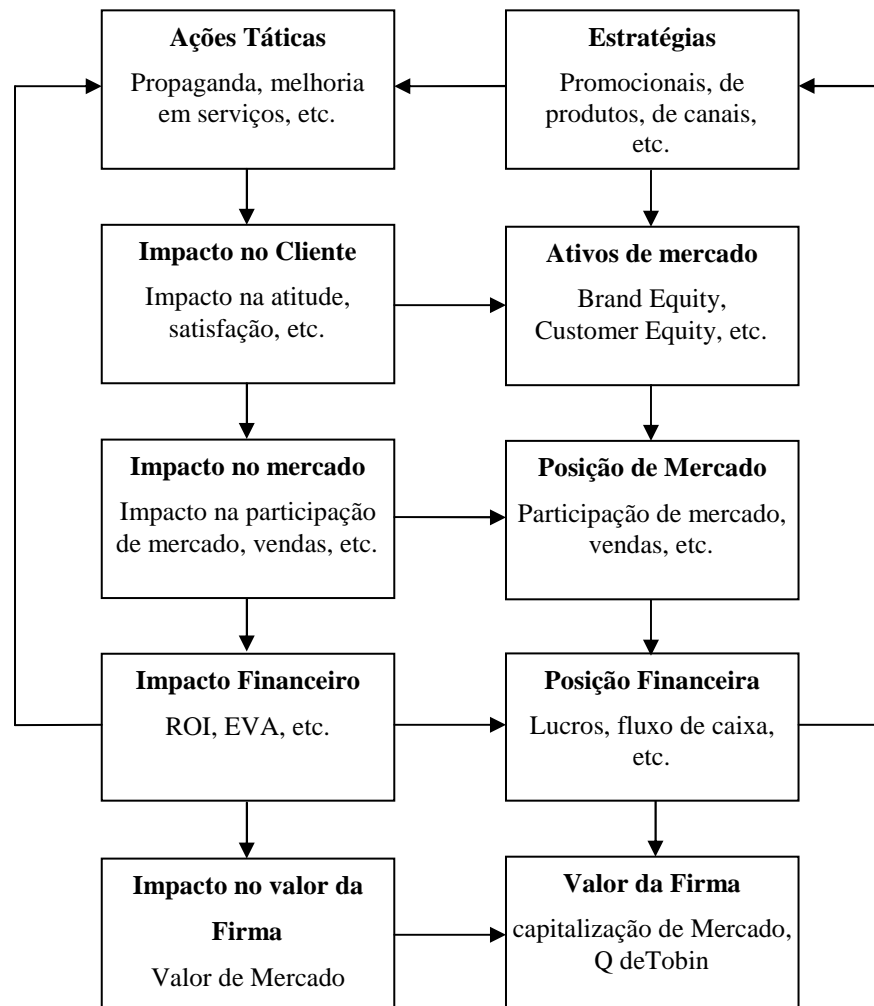 Ações Táticas
Propaganda, melhoria
em serviços, etc.
Estratégias
Promocionais, de
produtos, de canais,
etc.
Impacto no Cliente
Impacto na atitude,
satisfação, etc.
Ativos de mercado
Brand Equity,
Customer Equity, etc.
Impacto no mercado
Impacto na participação
de mercado, vendas, etc.
Posição de Mercado
Participação de mercado,
vendas, etc.
Impacto Financeiro
ROI, EVA, etc.
Posição Financeira
Lucros, fluxo de caixa,
etc.
Impacto no valor da
Firma
Valor de Mercado
Valor da Firma
capitalização de Mercado,
Q deTobin